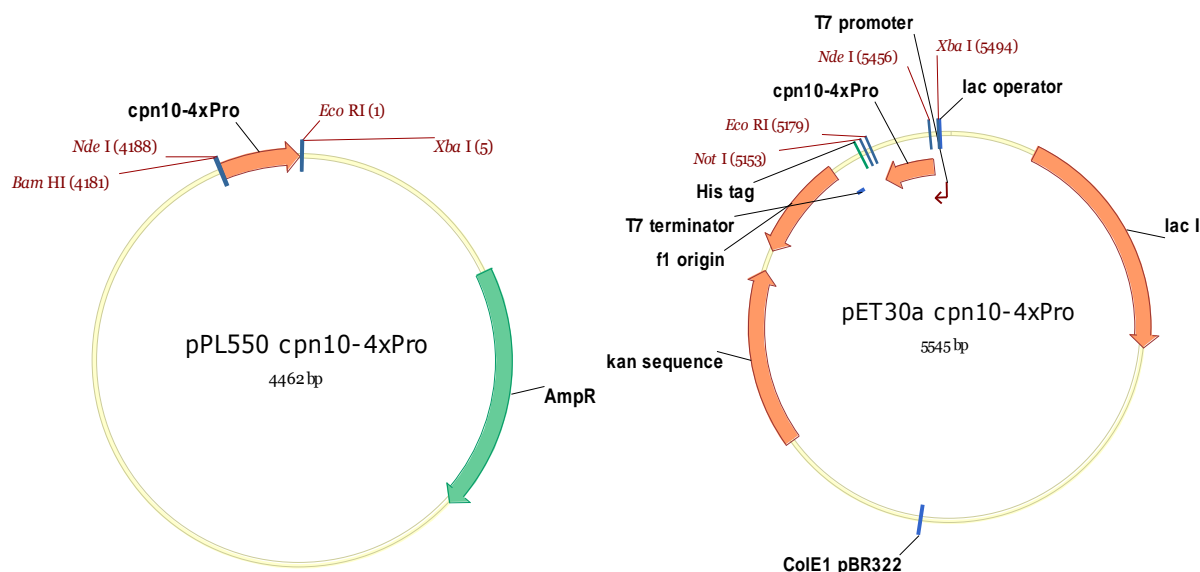 cpn10-4xPro
Eco RI (1)
Nde I (4188)
Xba I (5)
Bam HI (4181)
pPL550 cpn10-4xPro
4462 bp
AmpR
T7 promoter
Nde I (5456)
Xba I (5494)
cpn10-4xPro
lac operator
Eco RI (5179)
Not I (5153)
His tag
T7 terminator
f1 origin
lac I
pET30a cpn10-4xPro
5545 bp
kan sequence
ColE1 pBR322